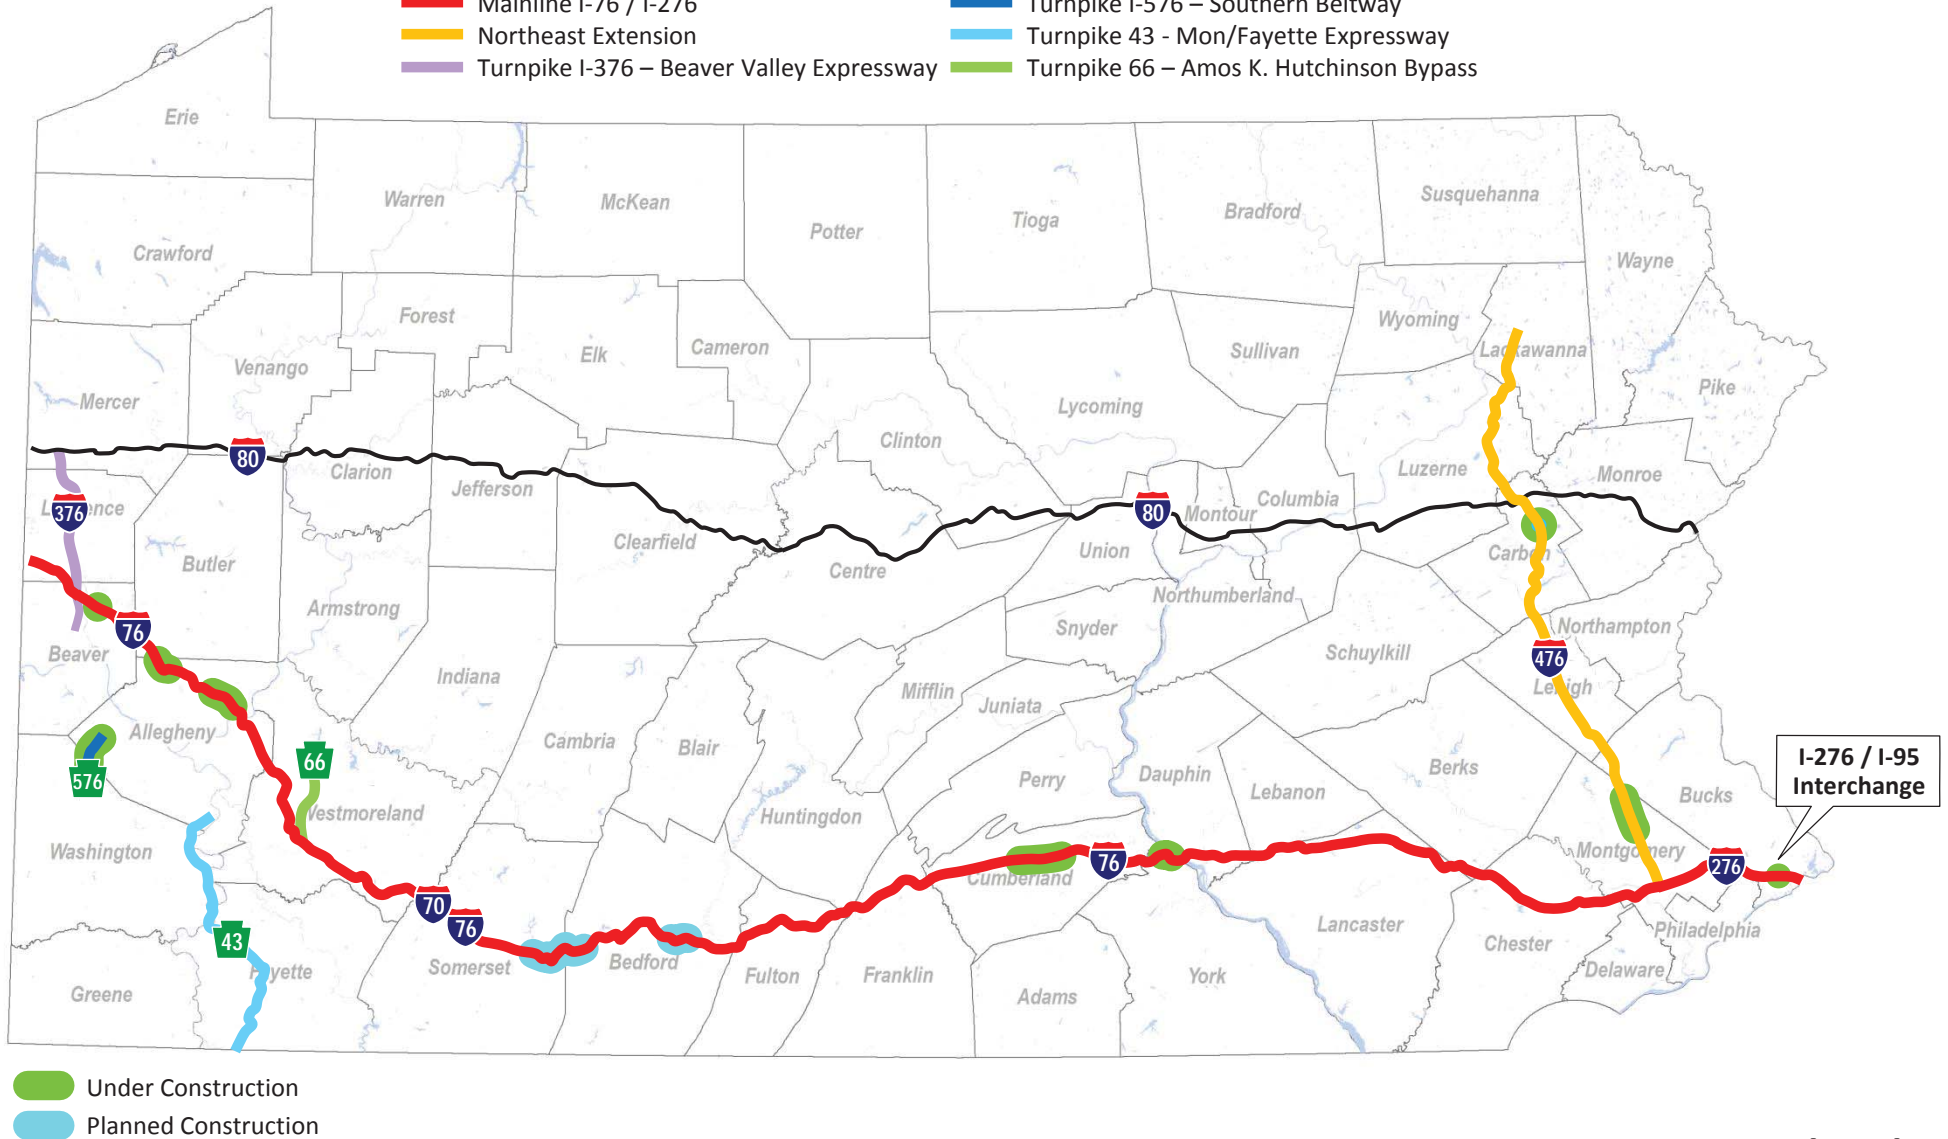 Mainline I-76 / I-276
Turnpike I-576 – Southern Beltway
Northeast Extension
Turnpike 43 - Mon/Fayette Expressway
Turnpike I-376 – Beaver Valley Expressway
Turnpike 66 – Amos K. Hutchinson Bypass
Erie
Warren
McKean
Potter
Tioga
Bradford
Susquehanna
Wayne
Crawford
Forest
Elk
Cameron
Venango
Mercer
Sullivan
Wyoming
Lackawanna
Pike
Lycoming
Clinton
80
Clarion
Jefferson
Luzerne
Monroe
376
Columbia
80
Montour
Clearfield
Centre
Union
Carbon
Butler
Armstrong
Northumberland
76
Snyder
Northampton
Beaver
Schuylkill
476
Lehigh
Indiana
Mifflin
Juniata
Allegheny
Cambria
Blair
66
576
Perry
Dauphin
Lebanon
Berks
Bucks
I-276 / I-95
Interchange
Westmoreland
Huntingdon
Washington
Montgomery
76
276
Cumberland
70
76
Lancaster
Philadelphia
43
Fayette
Somerset
Bedford
Fulton
Franklin
Adams
York
Chester
Delaware
Greene
Under Construction
Planned Construction